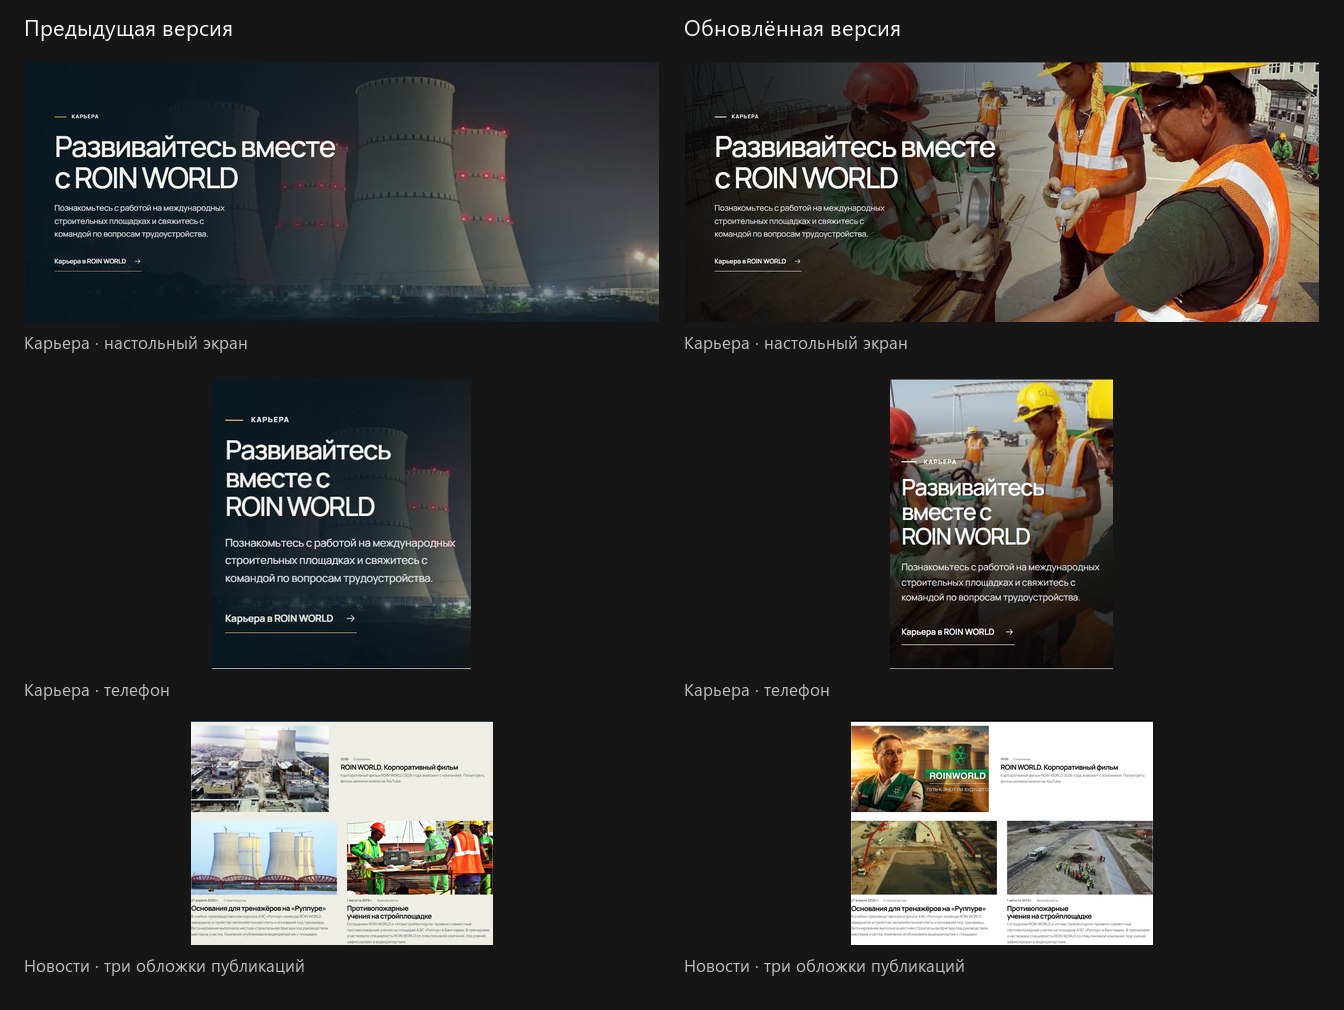 Предыдущая версия
Обновлённая версия
КАРЬЕРА
Развивайтесь вместе
с ROIN WORLD
Познакомьтесь с работой на международных
строительных площадках и свяжитесь с
командой по вопросам трудоустройства.
Карьера в ROIN WORLD →
КАРЬЕРА
Развивайтесь вместе
с ROIN WORLD
Познакомьтесь с работой на международных
строительных площадках и свяжитесь с
командой по вопросам трудоустройства.
Карьера в ROIN WORLD →
Карьера · настольный экран
Карьера · настольный экран
КАРЬЕРА
Развивайтесь
вместе с
ROIN WORLD
Познакомьтесь с работой на международных
строительных площадках и свяжитесь с
командой по вопросам трудоустройства.
Карьера в ROIN WORLD →
КАРЬЕРА
Развивайтесь
вместе с
ROIN WORLD
Познакомьтесь с работой на международных
строительных площадках и свяжитесь с
командой по вопросам трудоустройства.
Карьера в ROIN WORLD →
Карьера · телефон
Карьера · телефон
ROIN WORLD. Корпоративный фильм
Основания для тренажёров на «Руппуре»
Противопожарные
учения на стройплощадке
ROINWORLD
ПУТЬ К ЭНЕРГИИ БУДУЩЕГО
ROIN WORLD. Корпоративный фильм
Основания для тренажёров на «Руппуре»
Противопожарные
учения на стройплощадке
Новости · три обложки публикаций
Новости · три обложки публикаций